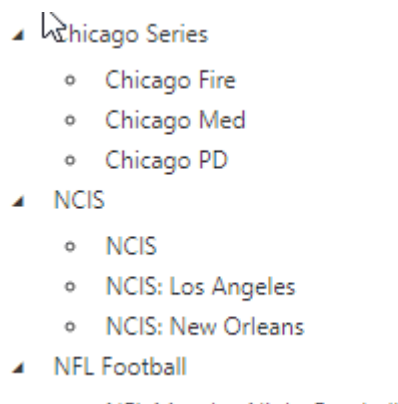 Chicago Series
Chicago Fire
Chicago Med
Chicago PD
NCIS
NCIS
NCIS: Los Angeles
NCIS: New Orleans
NFL Football